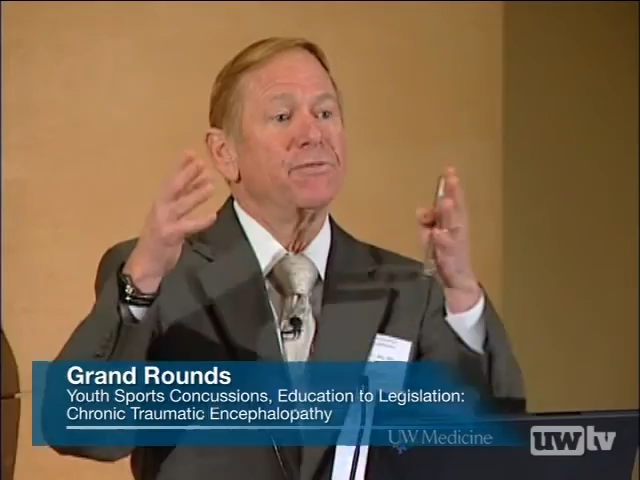 Grand Rounds
Youth Sports Concussions, Education to Legislation:
Chronic Traumatic Encephalopathy
UW Medicine
uwtv